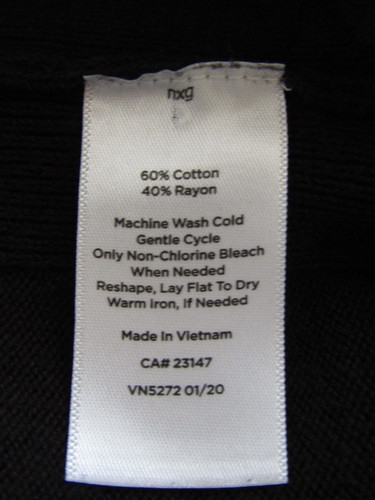 nxg
60% Cotton
40% Rayon
Machine Wash Cold
Gentle Cycle
Only Non-Chlorine Bleach
When Needed
Reshape, Lay Flat To Dry
Warm Iron, If Needed
Made In Vietnam
CA# 23147
VN5272 01/20